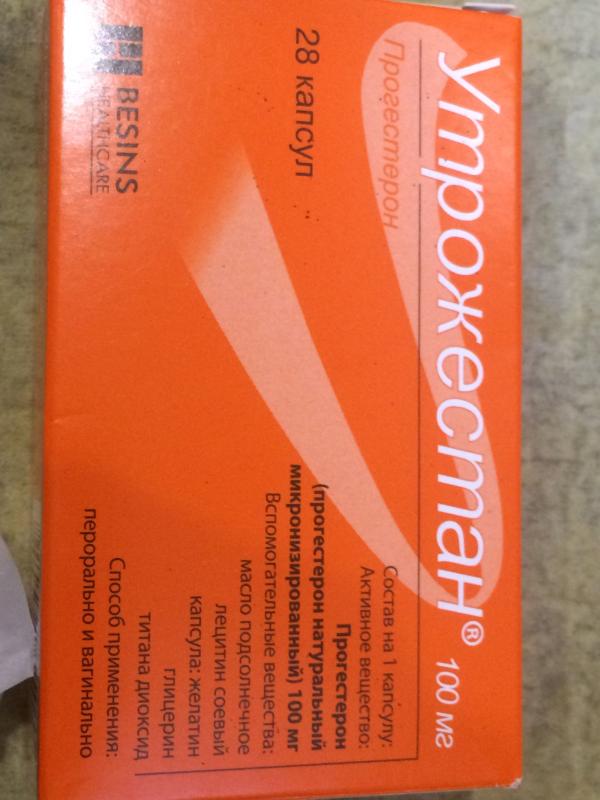 Утрожестан® 100 мг
Прогестерон
28 капсул
BESINS
HEALTHCARE
Состав на 1 капсулу:
Активное вещество:
Прогестерон
(прогестерон натуральный
микронизированный) 100 мг
Вспомогательные вещества:
масло подсолнечное
лецитин соевый
капсула: желатин
глицерин
титана диоксид
Способ применения:
перорально и вагинально